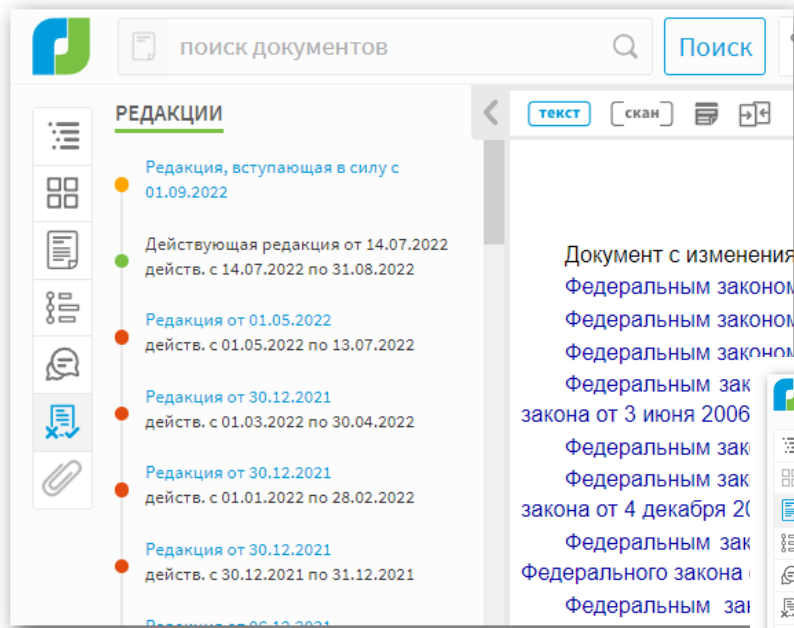 поиск документов
Поиск
РЕДАКЦИИ
текст
скан
Редакция, вступающая в силу с
01.09.2022
Действующая редакция от 14.07.2022
действ. с 14.07.2022 по 31.08.2022
Редакция от 01.05.2022
действ. с 01.05.2022 по 13.07.2022
Редакция от 30.12.2021
действ. с 01.03.2022 по 30.04.2022
Редакция от 30.12.2021
действ. с 01.01.2022 по 28.02.2022
Редакция от 30.12.2021
действ. с 30.12.2021 по 31.12.2021
Редакция от 06.12.2021
Документ с изменения
Федеральным законом
Федеральным законом
Федеральным законом
Федеральным зак
закона от 3 июня 2006
Федеральным зак
Федеральным зак
закона от 4 декабря 20
Федеральным зак
Федерального закона
Федеральным зак